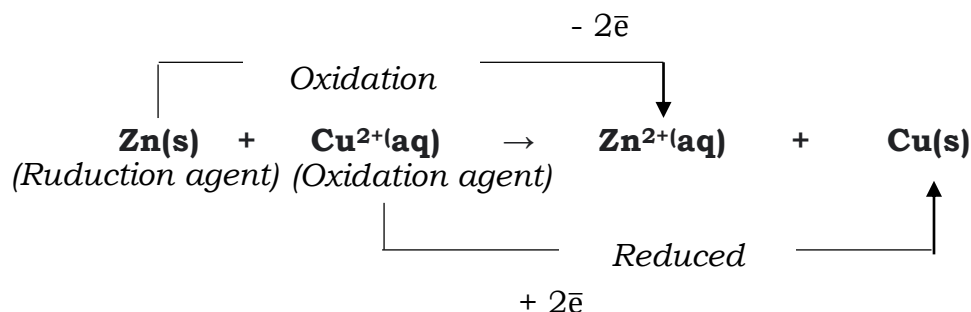 - 2ē
Oxidation
Zn(s) + Cu²⁺⁽aq) → Zn²⁺⁽aq) + Cu(s)
(Ruduction agent) (Oxidation agent)
Reduced
+ 2ē